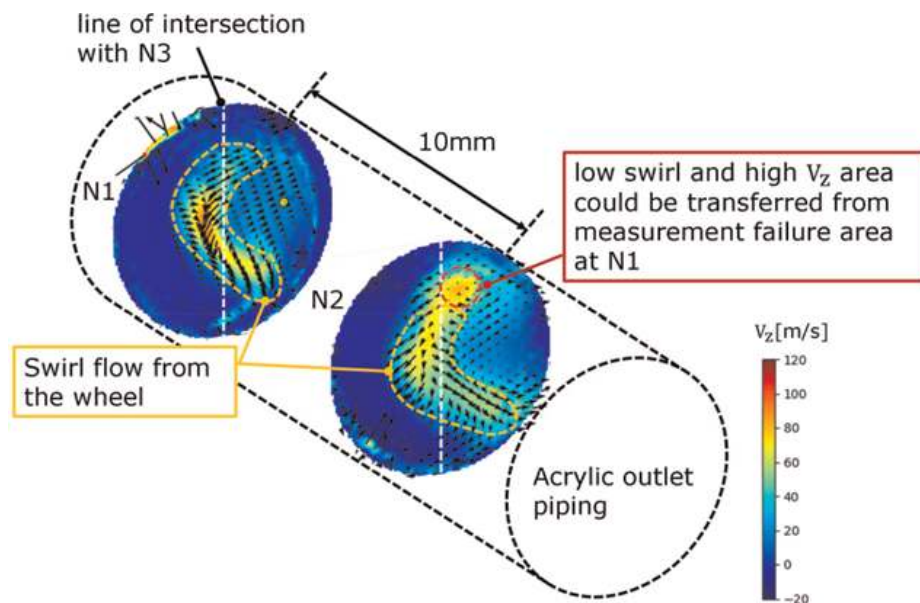 line of intersection
with N3
10mm
N1
low swirl and high V_Z area
could be transferred from
measurement failure area
at N1
N2
V_Z[m/s]
Swirl flow from
the wheel
120
100
80
60
40
20
0
−20
Acrylic outlet
piping